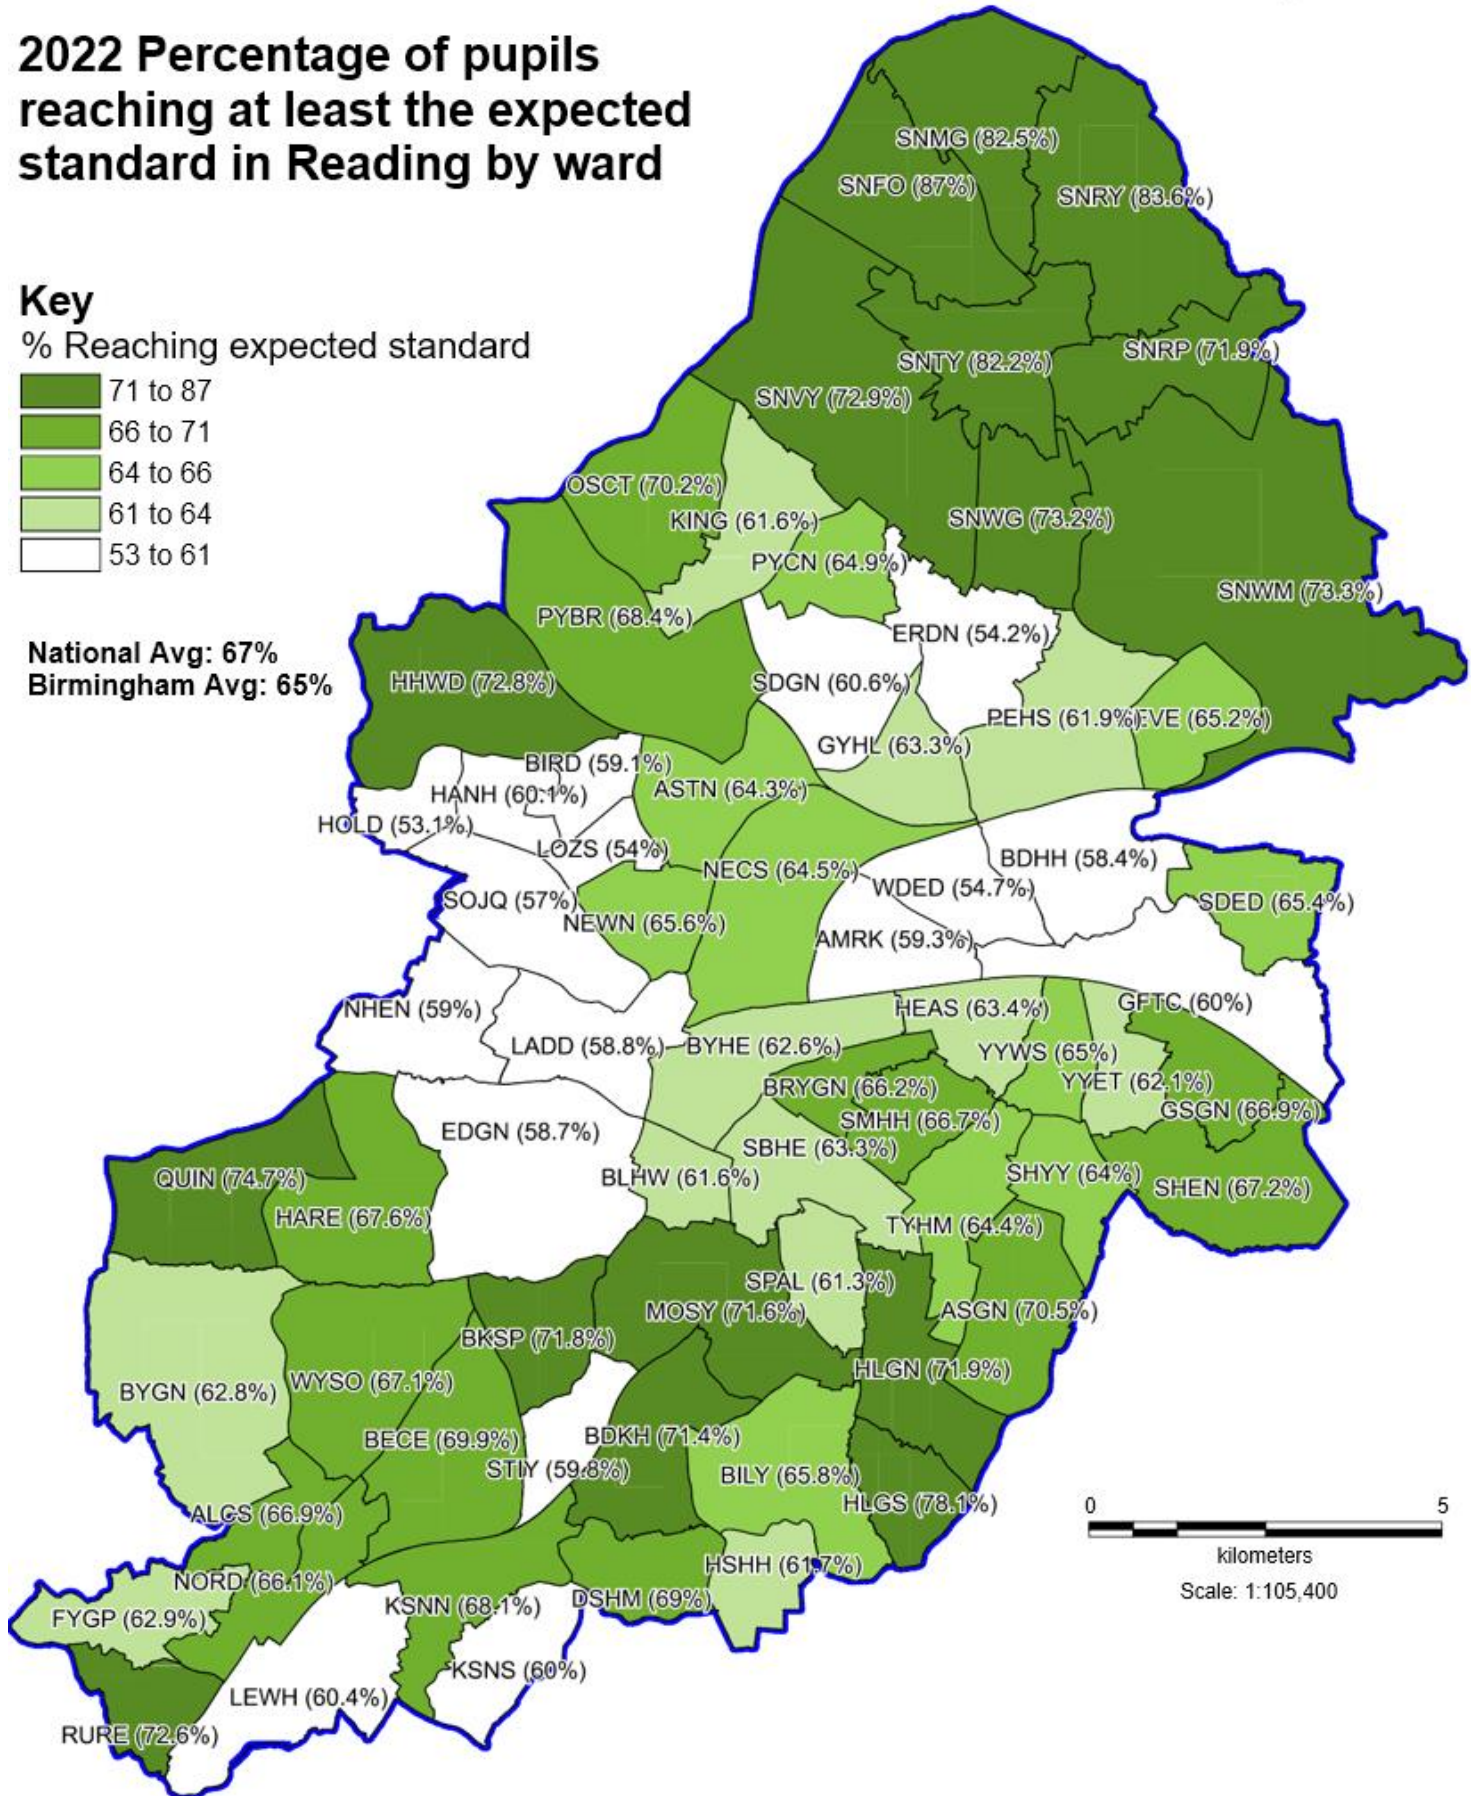 2022 Percentage of pupils
reaching at least the expected
standard in Reading by ward
Key
% Reaching expected standard
71 to 87
66 to 71
64 to 66
61 to 64
53 to 61
National Avg: 67%
Birmingham Avg: 65%
SNMG (82.5%)
SNFO (87%)
SNRY (83.6%)
SNRP (71.9%)
SNTY (82.2%)
SNVY (72.9%)
OSCT (70.2%)
KING (61.6%)
SNWG (73.2%)
PYCN (64.9%)
SNWM (73.3%)
PYBR (68.4%)
ERDN (54.2%)
HHWD (72.8%)
SDGN (60.6%)
PEHS (61.9%)
EVE (65.2%)
GYHL (63.3%)
BIRD (59.1%)
ASTN (64.3%)
HANH (60.1%)
HOLD (53.1%)
LOZS (54%)
BDHH (58.4%)
NECS (64.5%)
WDED (54.7%)
SOJQ (57%)
SDED (65.4%)
NEWN (65.6%)
AMRK (59.3%)
NHEN (59%)
HEAS (63.4%)
GFTC (60%)
LADD (58.8%)
BYHE (62.6%)
YYWS (65%)
BRYGN (66.2%)
YYET (62.1%)
SMHH (66.7%)
GSGN (66.9%)
EDGN (58.7%)
SBHE (63.3%)
QUIN (74.7%)
BLHW (61.6%)
SHYY (64%)
SHEN (67.2%)
HARE (67.6%)
TYHM (64.4%)
SPAL (61.3%)
MOSY (71.6%)
ASGN (70.5%)
BKSP (71.8%)
HLGN (71.9%)
BYGN (62.8%)
WYSO (67.1%)
BECE (69.9%)
BDKH (71.4%)
STIY (59.8%)
BILY (65.8%)
HLGS (78.1%)
ALCS (66.9%)
HSHH (61.7%)
NORD (66.1%)
FYGP (62.9%)
KSNN (68.1%)
DSHM (69%)
KSNS (60%)
LEWH (60.4%)
RURE (72.6%)
0 5
kilometers
Scale: 1:105,400